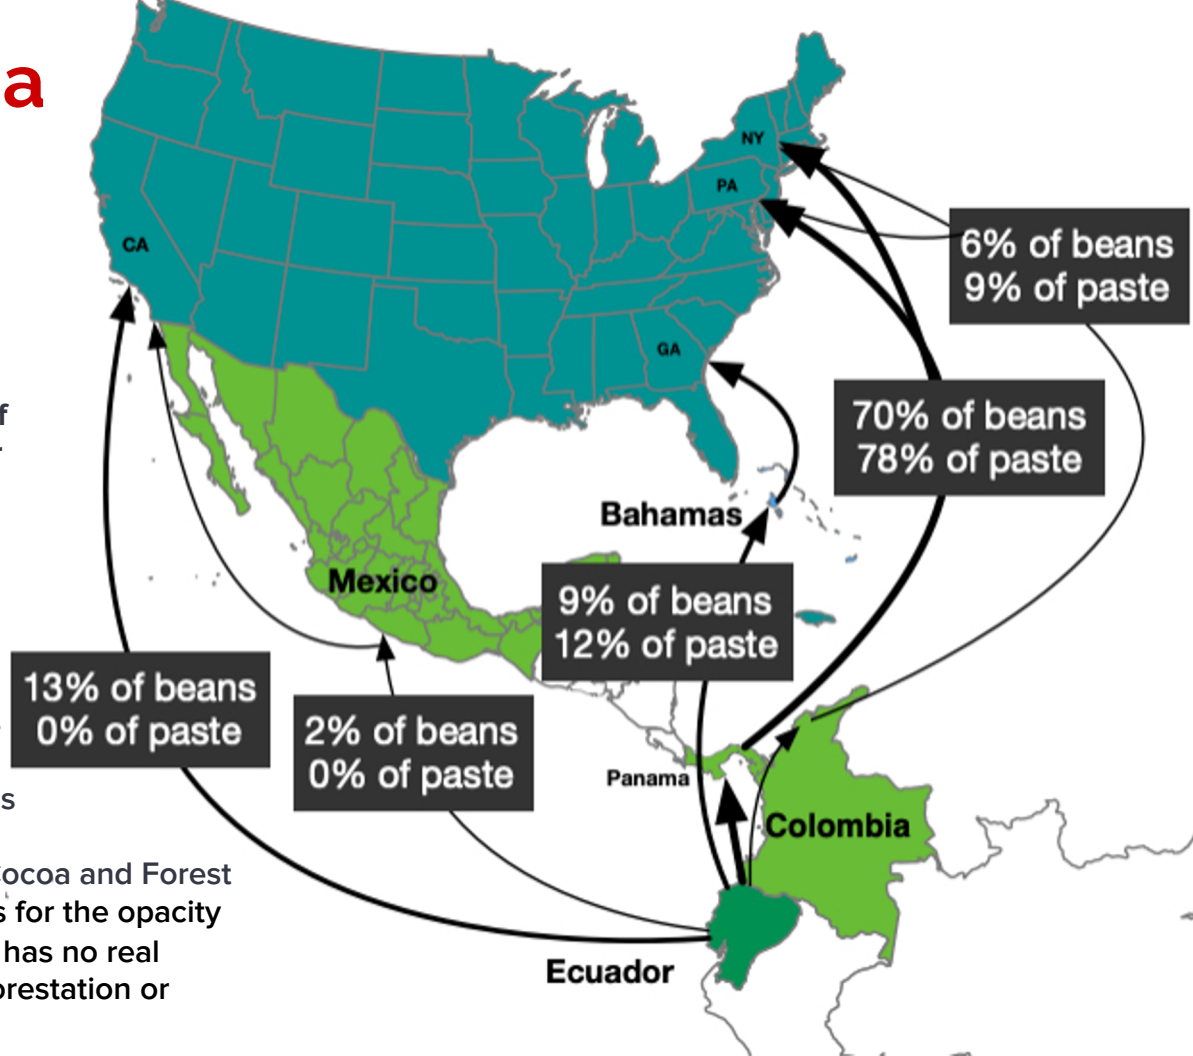 a
NY
PA
CA
6% of beans
9% of paste
GA
f
70% of beans
78% of paste
Bahamas
Mexico
9% of beans
12% of paste
13% of beans
0% of paste
2% of beans
0% of paste
Panama
s
Colombia
Cocoa and Forest
s for the opacity
has no real
orestation or
Ecuador